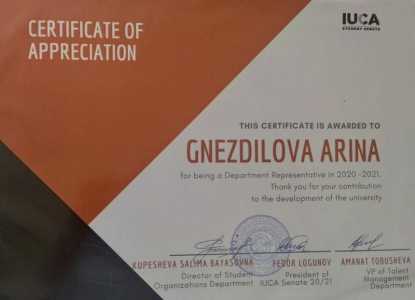 CERTIFICATE OF
APPRECIATION
IUCA
STUDENT SENATE
THIS CERTIFICATE IS AWARDED TO
GNEZDILOVA ARINA
for being a Department Representative in 2020 -2021.
Thank you for your contribution
to the development of the university
KUPESHEVA SALIMA BAYASOVNA
Director of Student
Organizations Department
FEDOR LOGUNOV
President of
IUCA Senate 20/21
AMANAT TOBUSHEVA
VP of Talent
Management
Department